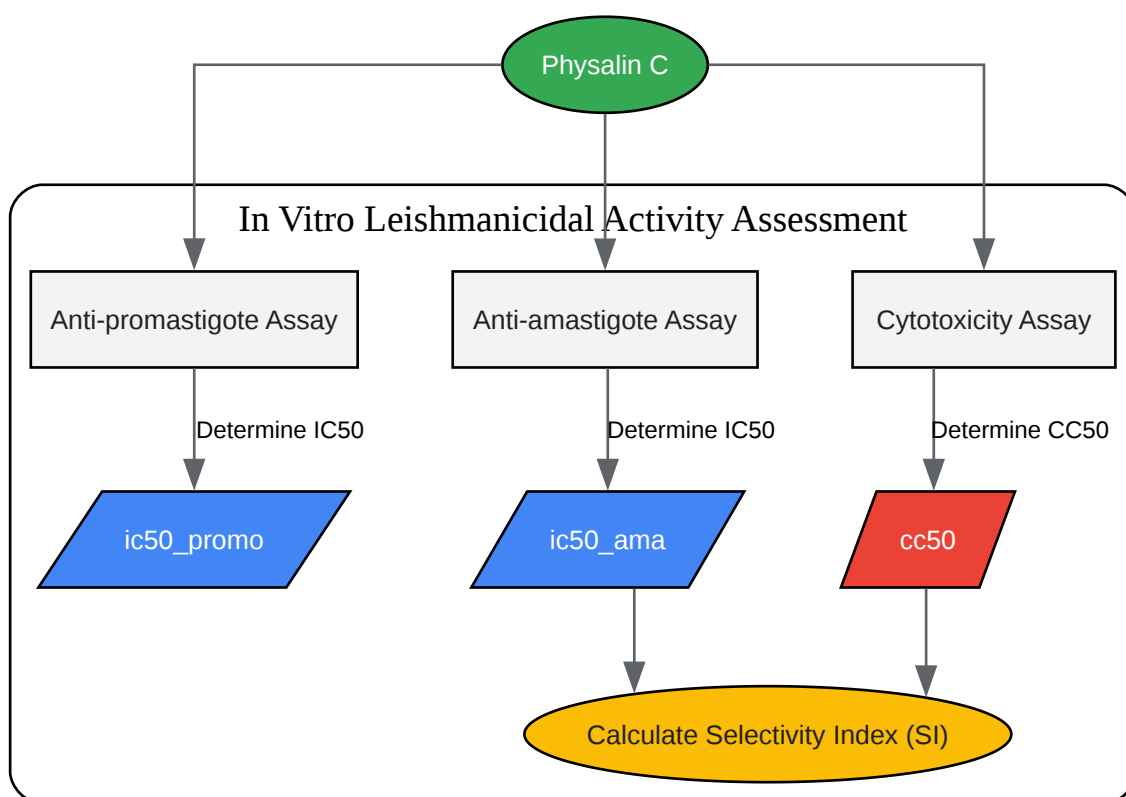 Physalin C
In Vitro Leishmanicidal Activity Assessment
Anti-promastigote Assay
Anti-amastigote Assay
Cytotoxicity Assay
Determine IC50
Determine IC50
Determine CC50
ic50_promo
ic50_ama
cc50
Calculate Selectivity Index (SI)